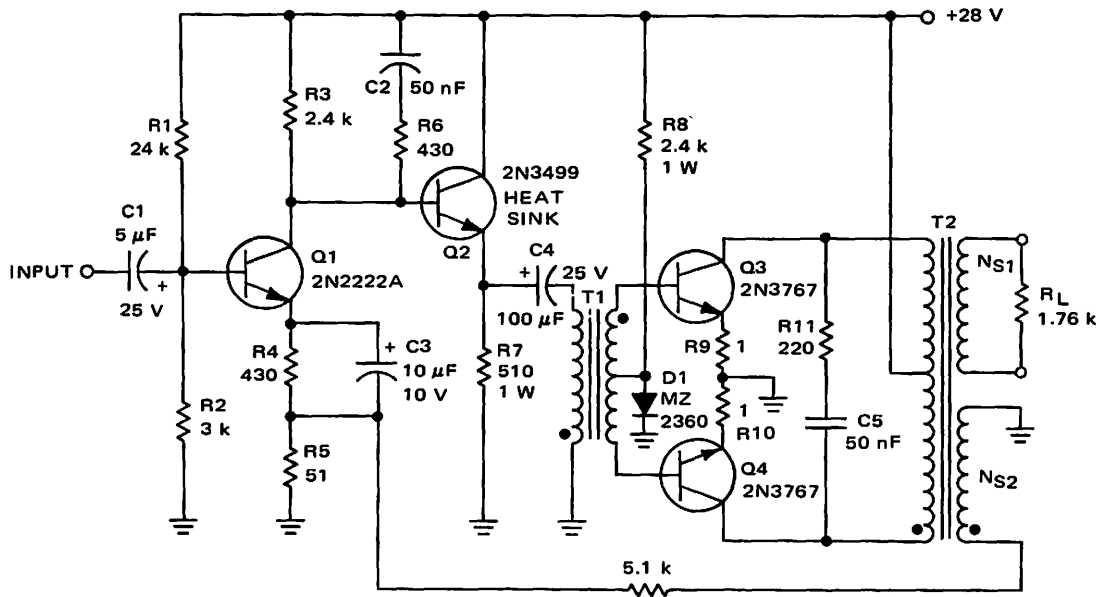 +28 V
C2
50 nF
R3
2.4 k
R1
24 k
R6
430
R8
2.4 k
1 W
2N3499
HEAT
SINK
Q2
C1
5 μF
25 V
+
INPUT
Q1
2N2222A
C4
+
25 V
100 μF
T1
Q3
2N3767
T2
NS1
RL
1.76 k
R4
430
+
C3
10 μF
10 V
R7
510
1 W
R9
1
R11
220
D1
MZ
2360
1
R10
C5
50 nF
R2
3 k
R5
51
Q4
2N3767
NS2
5.1 k